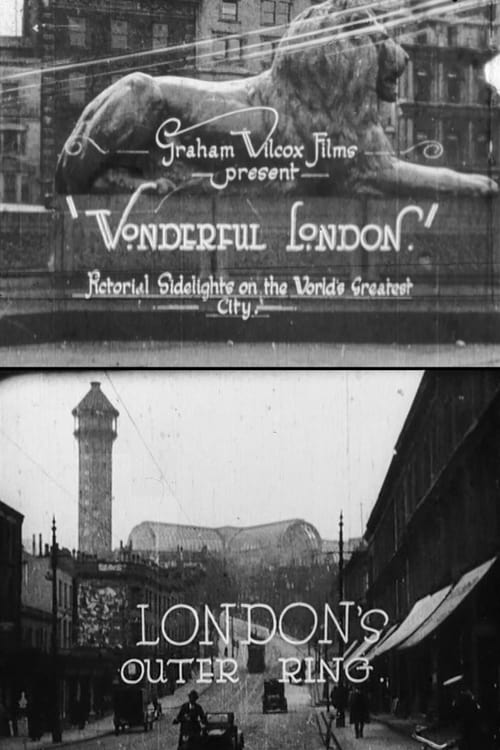 Graham Wilcox Films
present
"WONDERFUL LONDON."
Pictorial Sidelights on the World's Greatest
City.
LONDON'S
OUTER RING.